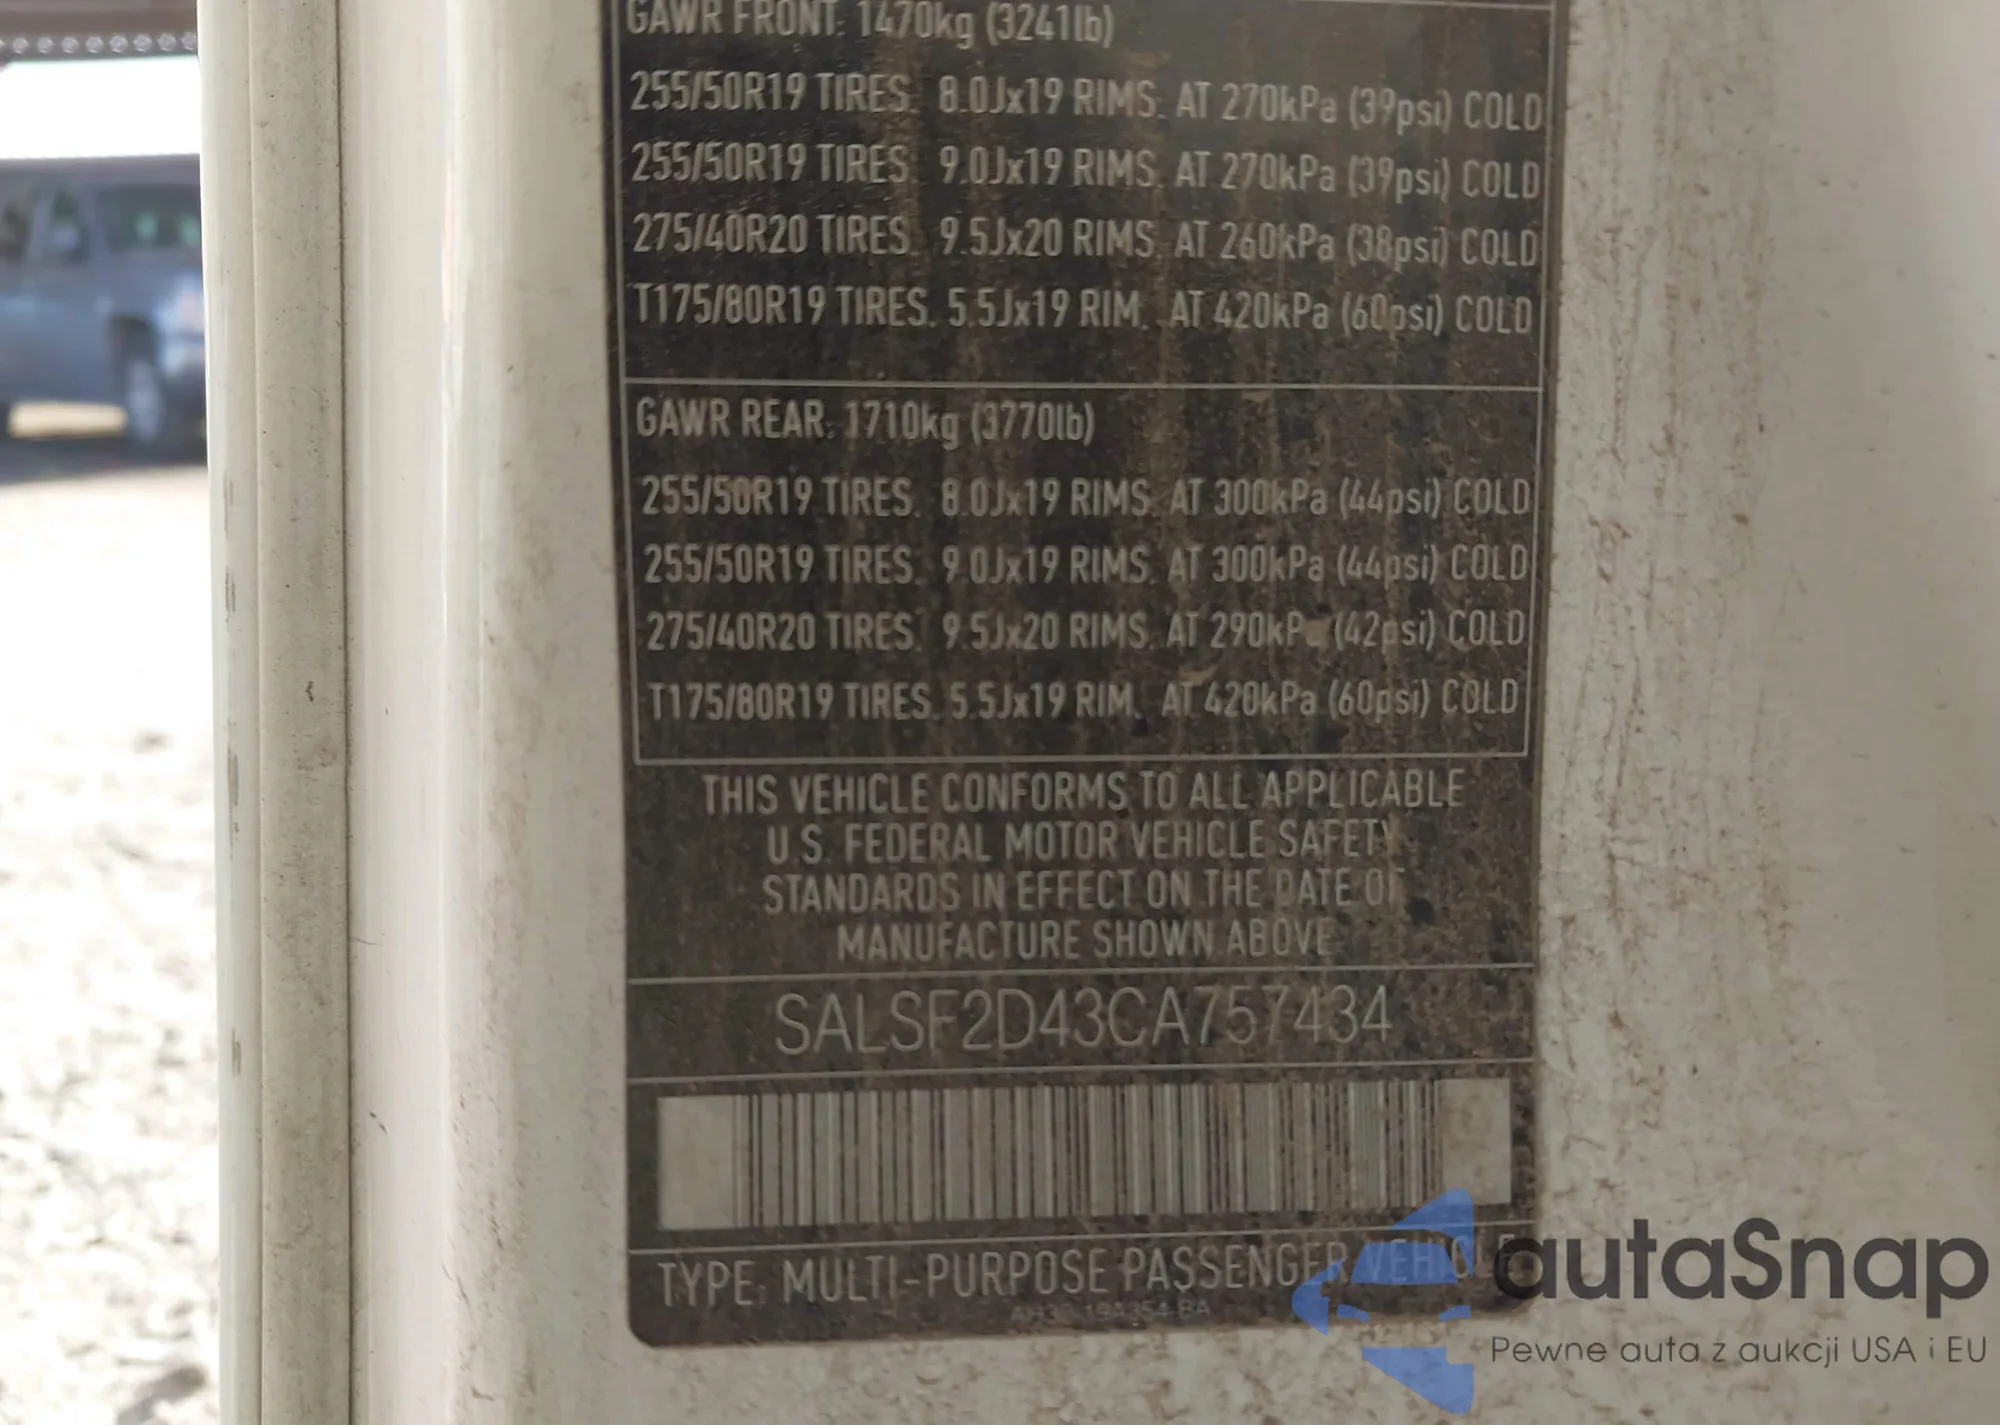 GAWR FRONT: 1470kg (3241lb)
255/50R19 TIRES. 8.0Jx19 RIMS. AT 270kPa (39psi) COLD
255/50R19 TIRES. 9.0Jx19 RIMS. AT 270kPa (39psi) COLD
275/40R20 TIRES. 9.5Jx20 RIMS. AT 260kPa (38psi) COLD
T175/80R19 TIRES. 5.5Jx19 RIM. AT 420kPa (60psi) COLD
GAWR REAR: 1710kg (3770lb)
255/50R19 TIRES. 8.0Jx19 RIMS. AT 300kPa (44psi) COLD
255/50R19 TIRES. 9.0Jx19 RIMS. AT 300kPa (44psi) COLD
275/40R20 TIRES. 9.5Jx20 RIMS. AT 290kPa (42psi) COLD
T175/80R19 TIRES. 5.5Jx19 RIM. AT 420kPa (60psi) COLD
THIS VEHICLE CONFORMS TO ALL APPLICABLE
U.S. FEDERAL MOTOR VEHICLE SAFETY
STANDARDS IN EFFECT ON THE DATE OF
MANUFACTURE SHOWN ABOVE
SALSF2D43CA757434
TYPE: MULTI-PURPOSE PASSENGER VEHICLE
autaSnap
Pewne auta z aukcji USA i EU